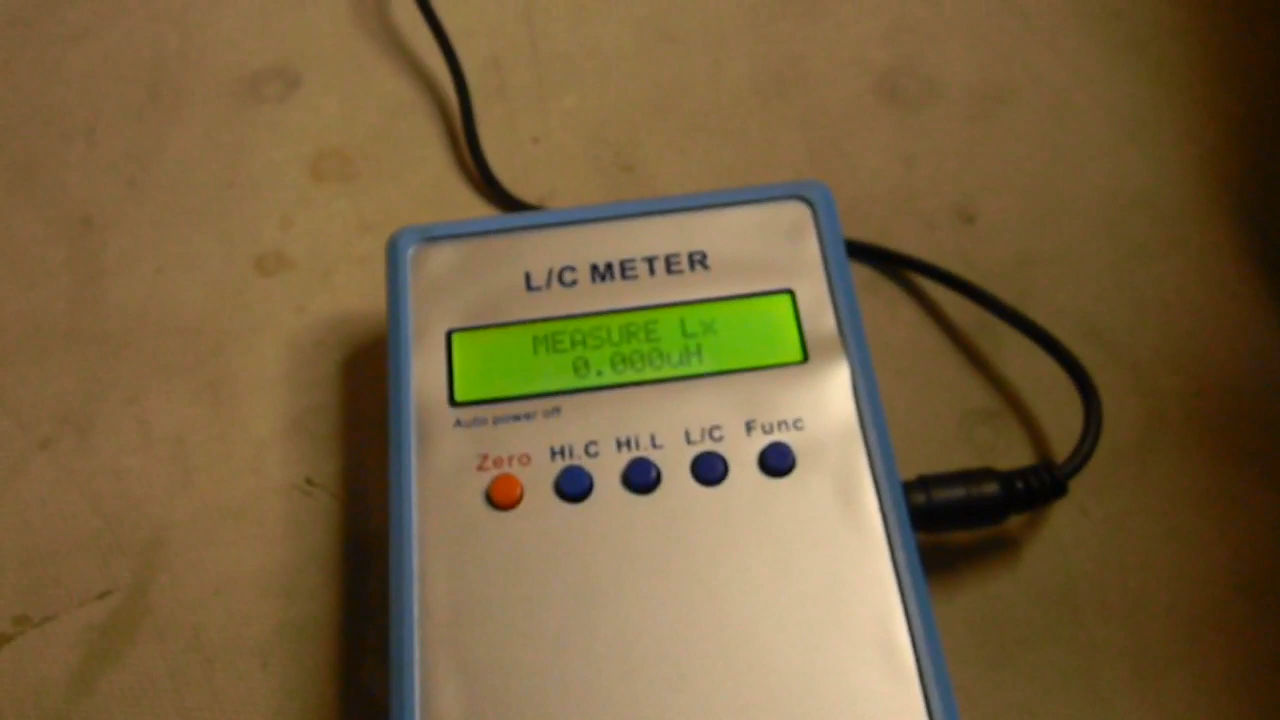 L/C METER
MEASURE Lx
0.000uH
Auto power off
Zero Hi.C Hi.L L/C Func